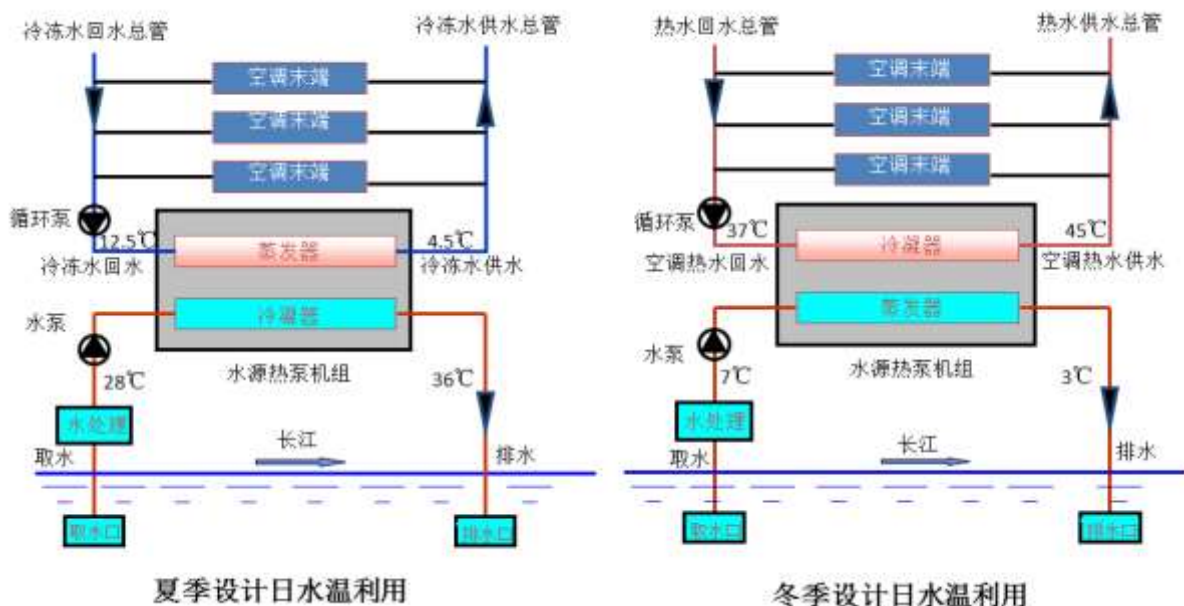 冷冻水回水总管
冷冻水供水总管
空调末端
空调末端
空调末端
循环泵
12.5℃
4.5℃
冷冻水回水
蒸发器
冷冻水供水
冷凝器
水泵
28℃
水源热泵机组
36℃
水处理
取水
长江
排水
取水口
排水口
夏季设计日水温利用
热水回水总管
热水供水总管
空调末端
空调末端
空调末端
循环泵
37℃
45℃
空调热水回水
冷凝器
空调热水供水
蒸发器
水泵
7℃
水源热泵机组
3℃
水处理
取水
长江
排水
取水口
排水口
冬季设计日水温利用